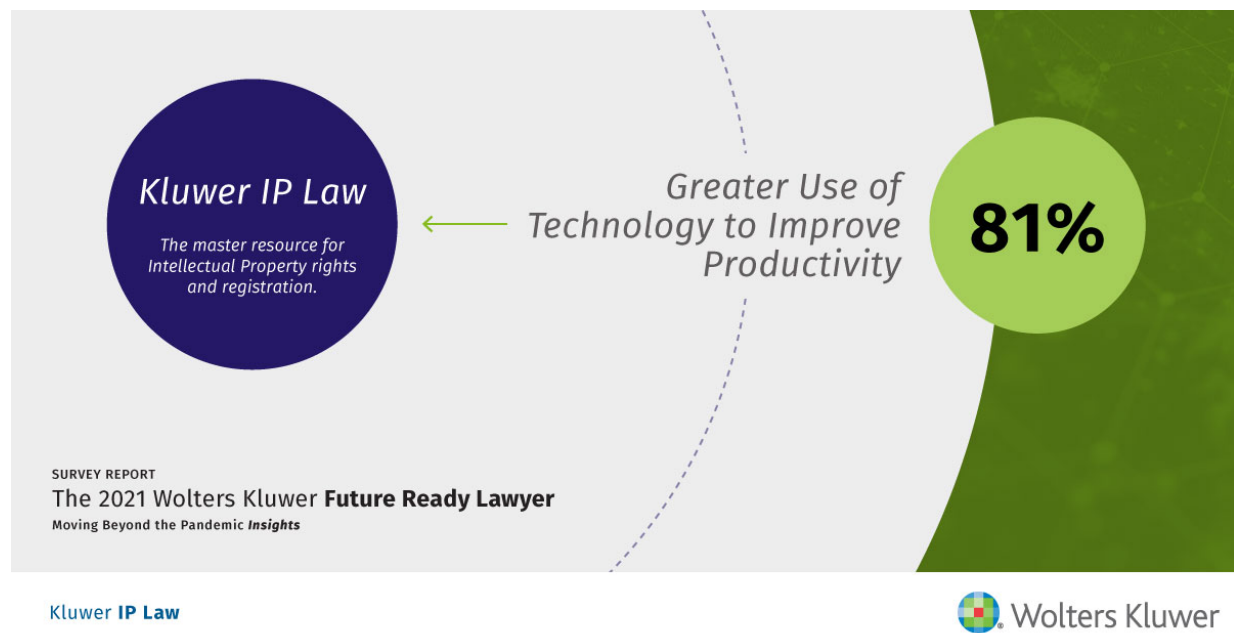 Kluwer IP Law
The master resource for
Intellectual Property rights
and registration.
Greater Use of
Technology to Improve
Productivity
81%
SURVEY REPORT
The 2021 Wolters Kluwer Future Ready Lawyer
Moving Beyond the Pandemic Insights
Kluwer IP Law
Wolters Kluwer